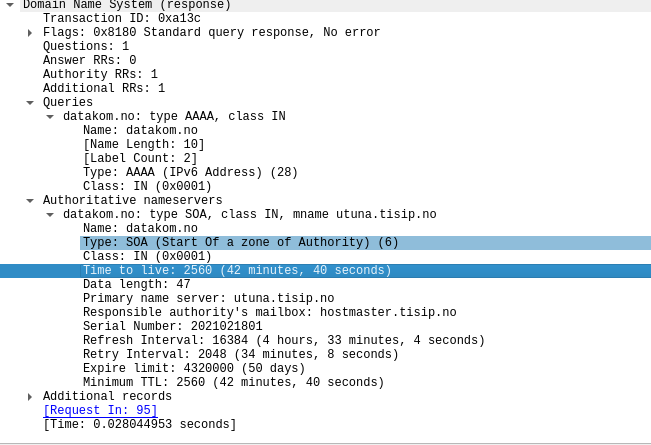 Domain Name System (response)
Transaction ID: 0xa13c
Flags: 0x8180 Standard query response, No error
Questions: 1
Answer RRs: 0
Authority RRs: 1
Additional RRs: 1
Queries
datakom.no: type AAAA, class IN
Name: datakom.no
[Name Length: 10]
[Label Count: 2]
Type: AAAA (IPv6 Address) (28)
Class: IN (0x0001)
Authoritative nameservers
datakom.no: type SOA, class IN, mname utuna.tisip.no
Name: datakom.no
Type: SOA (Start Of a zone of Authority) (6)
Class: IN (0x0001)
Time to live: 2560 (42 minutes, 40 seconds)
Data length: 47
Primary name server: utuna.tisip.no
Responsible authority's mailbox: hostmaster.tisip.no
Serial Number: 2021021801
Refresh Interval: 16384 (4 hours, 33 minutes, 4 seconds)
Retry Interval: 2048 (34 minutes, 8 seconds)
Expire limit: 4320000 (50 days)
Minimum TTL: 2560 (42 minutes, 40 seconds)
Additional records
[Request In: 95]
[Time: 0.028044953 seconds]